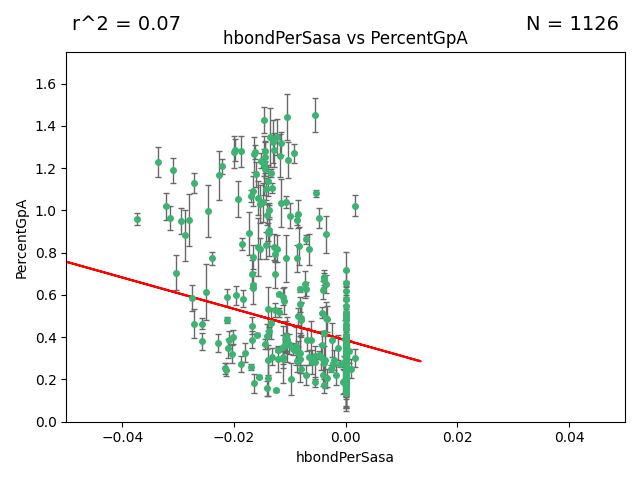 r^2 = 0.07
N = 1126
hbondPerSasa vs PercentGpA
1.6
1.4
1.2
1.0
0.8
0.6
0.4
0.2
0.0
PercentGpA
−0.04
−0.02
0.00
0.02
0.04
hbondPerSasa